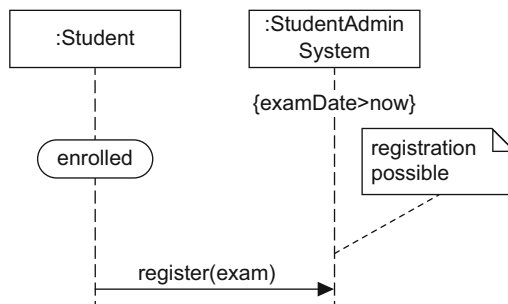 :Student
:StudentAdmin
System
{examDate>now}
enrolled
registration
possible
register(exam)